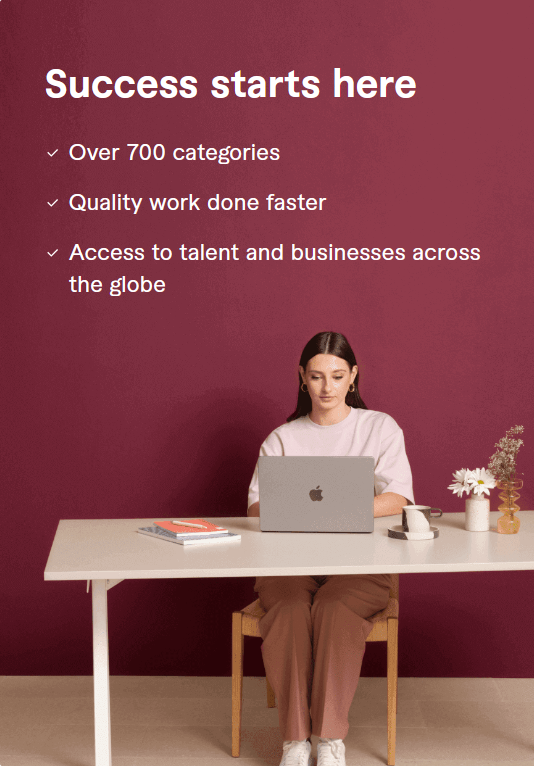 Success starts here
Over 700 categories
Quality work done faster
Access to talent and businesses across
the globe